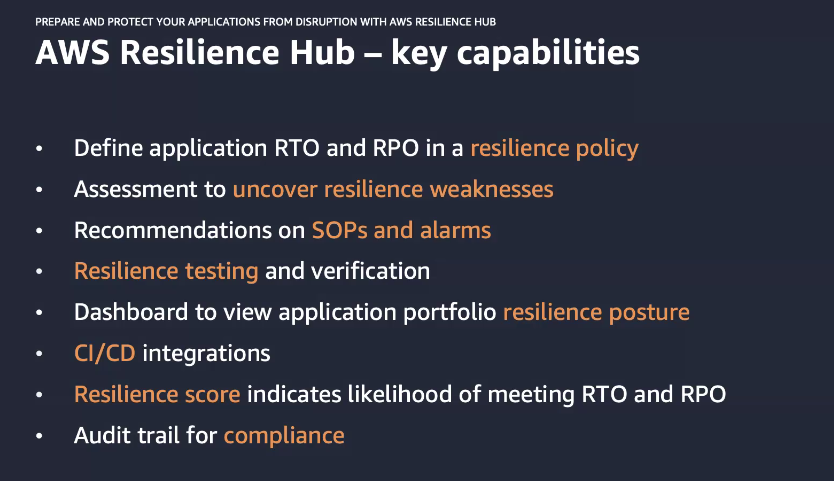 PREPARE AND PROTECT YOUR APPLICATIONS FROM DISRUPTION WITH AWS RESILIENCE HUB
AWS Resilience Hub – key capabilities
• Define application RTO and RPO in a resilience policy
• Assessment to uncover resilience weaknesses
• Recommendations on SOPs and alarms
• Resilience testing and verification
• Dashboard to view application portfolio resilience posture
• CI/CD integrations
• Resilience score indicates likelihood of meeting RTO and RPO
• Audit trail for compliance